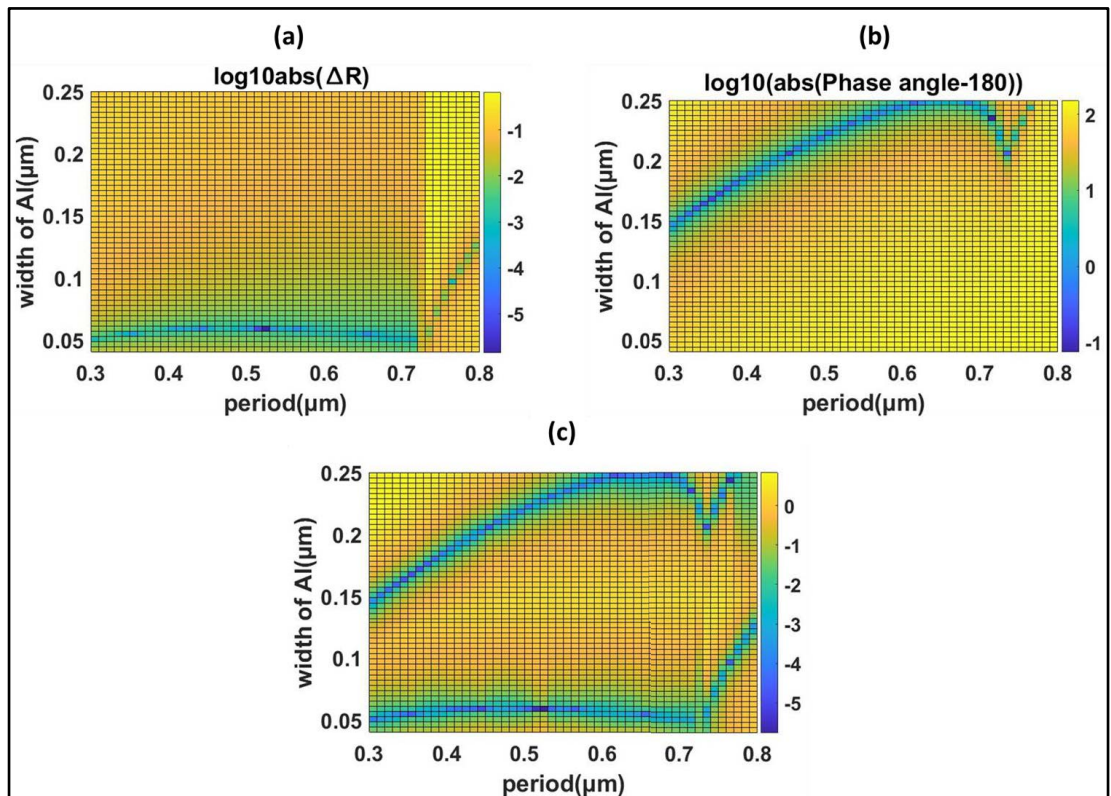 (a)
log10abs(ΔR)
0.25
0.2
0.15
0.1
0.05
width of Al(μm)
0.3 0.4 0.5 0.6 0.7 0.8
period(μm)
-1
-2
-3
-4
-5
(b)
log10(abs(Phase angle-180))
0.25
0.2
0.15
0.1
0.05
width of Al(μm)
0.3 0.4 0.5 0.6 0.7 0.8
period(μm)
2
1
0
-1
(c)
0.25
0.2
0.15
0.1
0.05
width of Al(μm)
0.3 0.4 0.5 0.6 0.7 0.8
period(μm)
0
-1
-2
-3
-4
-5